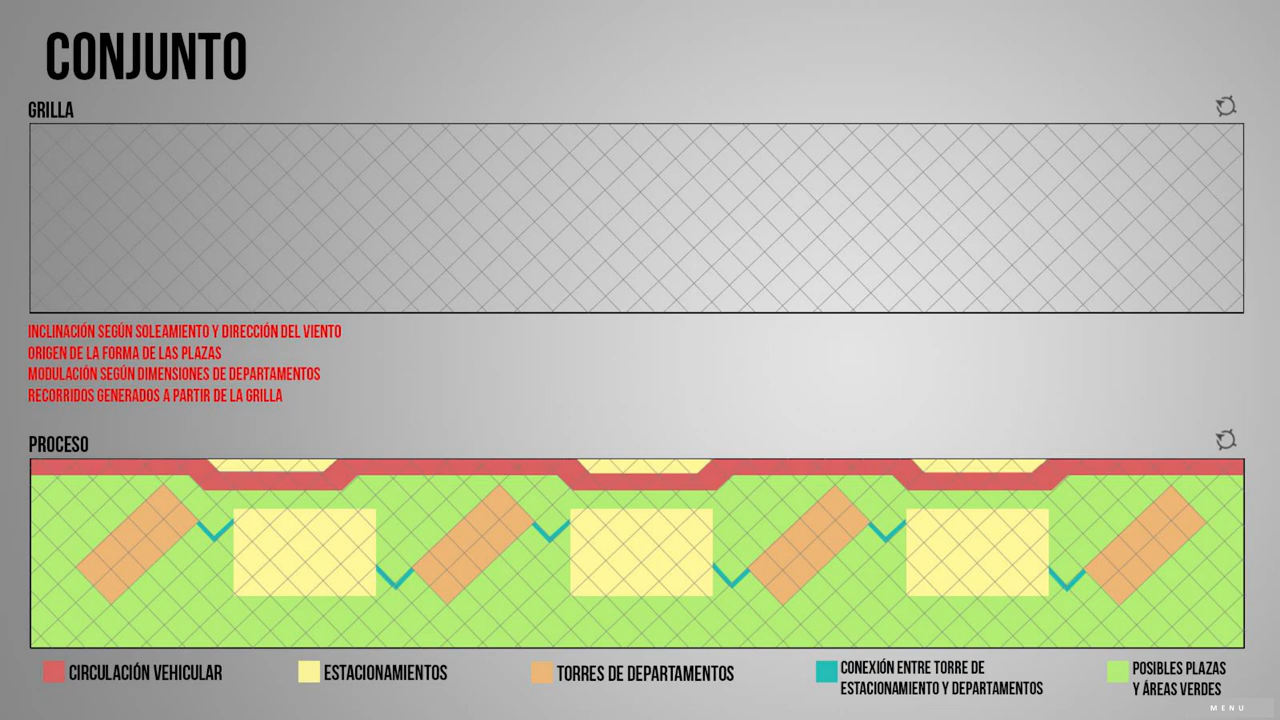 CONJUNTO
GRILLA
INCLINACIÓN SEGÚN SOLEAMIENTO Y DIRECCIÓN DEL VIENTO
ORIGEN DE LA FORMA DE LAS PLAZAS
MODULACIÓN SEGÚN DIMENSIONES DE DEPARTAMENTOS
RECORRIDOS GENERADOS A PARTIR DE LA GRILLA
PROCESO
CIRCULACIÓN VEHICULAR
ESTACIONAMIENTOS
TORRES DE DEPARTAMENTOS
CONEXIÓN ENTRE TORRE DE
ESTACIONAMIENTO Y DEPARTAMENTOS
POSIBLES PLAZAS
Y ÁREAS VERDES
MENU